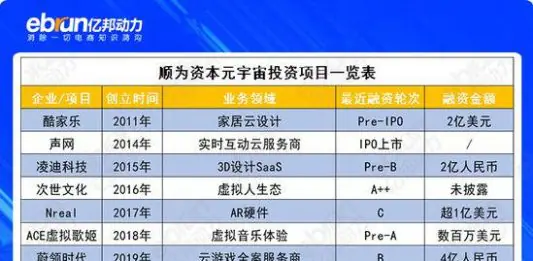 ebrun亿邦动力
消除一切电商知识鸿沟
顺为资本元宇宙投资项目一览表
企业/项目 创立时间 业务领域 最近融资轮次 融资金额
酷家乐 2011年 家居云设计 Pre-IPO 2亿美元
声网 2014年 实时互动云服务商 IPO上市 /
凌迪科技 2015年 3D设计SaaS Pre-B 2亿人民币
次世文化 2016年 虚拟人生态 A++ 未披露
Nreal 2017年 AR硬件 C 超1亿美元
ACE虚拟歌姬 2018年 虚拟音乐体验 Pre-A 数百万美元
蔚领时代 2019年 云游戏全案服务商 B 4亿人民币